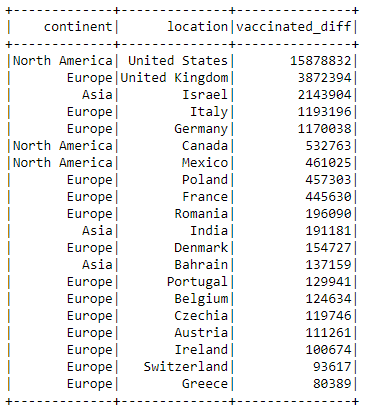 +-------------+--------------+---------------+
|    continent|      location|vaccinated_diff|
+-------------+--------------+---------------+
|North America| United States|       15878832|
|       Europe|United Kingdom|        3872394|
|         Asia|        Israel|        2143904|
|       Europe|         Italy|        1193196|
|       Europe|       Germany|        1170038|
|North America|        Canada|         532763|
|North America|        Mexico|         461025|
|       Europe|        Poland|         457303|
|       Europe|        France|         445630|
|       Europe|       Romania|         196090|
|         Asia|         India|         191181|
|       Europe|       Denmark|         154727|
|         Asia|       Bahrain|         137159|
|       Europe|      Portugal|         129941|
|       Europe|       Belgium|         124634|
|       Europe|       Czechia|         119746|
|       Europe|       Austria|         111261|
|       Europe|       Ireland|         100674|
|       Europe|   Switzerland|          93617|
|       Europe|        Greece|          80389|
+-------------+--------------+---------------+